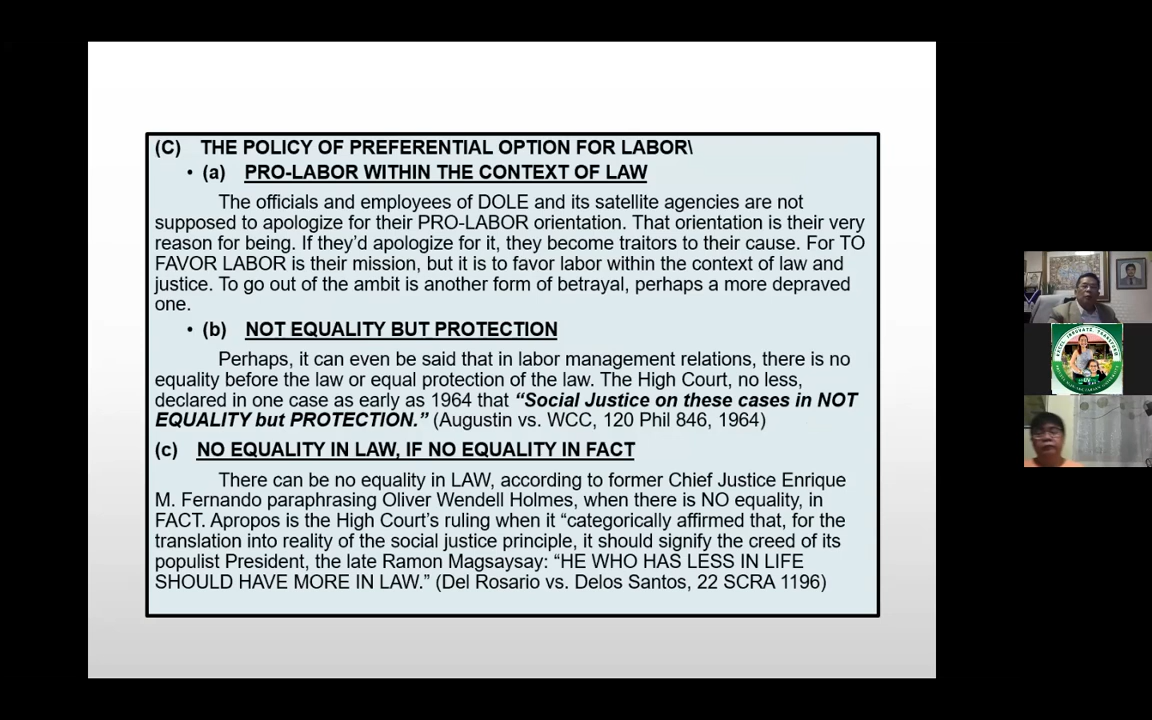 (C) THE POLICY OF PREFERENTIAL OPTION FOR LABOR\
• (a) PRO-LABOR WITHIN THE CONTEXT OF LAW
The officials and employees of DOLE and its satellite agencies are not
supposed to apologize for their PRO-LABOR orientation. That orientation is their very
reason for being. If they’d apologize for it, they become traitors to their cause. For TO
FAVOR LABOR is their mission, but it is to favor labor within the context of law and
justice. To go out of the ambit is another form of betrayal, perhaps a more depraved
one.
• (b) NOT EQUALITY BUT PROTECTION
Perhaps, it can even be said that in labor management relations, there is no
equality before the law or equal protection of the law. The High Court, no less,
declared in one case as early as 1964 that “Social Justice on these cases in NOT
EQUALITY but PROTECTION.” (Augustin vs. WCC, 120 Phil 846, 1964)
(c) NO EQUALITY IN LAW, IF NO EQUALITY IN FACT
There can be no equality in LAW, according to former Chief Justice Enrique
M. Fernando paraphrasing Oliver Wendell Holmes, when there is NO equality, in
FACT. Apropos is the High Court’s ruling when it “categorically affirmed that, for the
translation into reality of the social justice principle, it should signify the creed of its
populist President, the late Ramon Magsaysay: “HE WHO HAS LESS IN LIFE
SHOULD HAVE MORE IN LAW.” (Del Rosario vs. Delos Santos, 22 SCRA 1196)